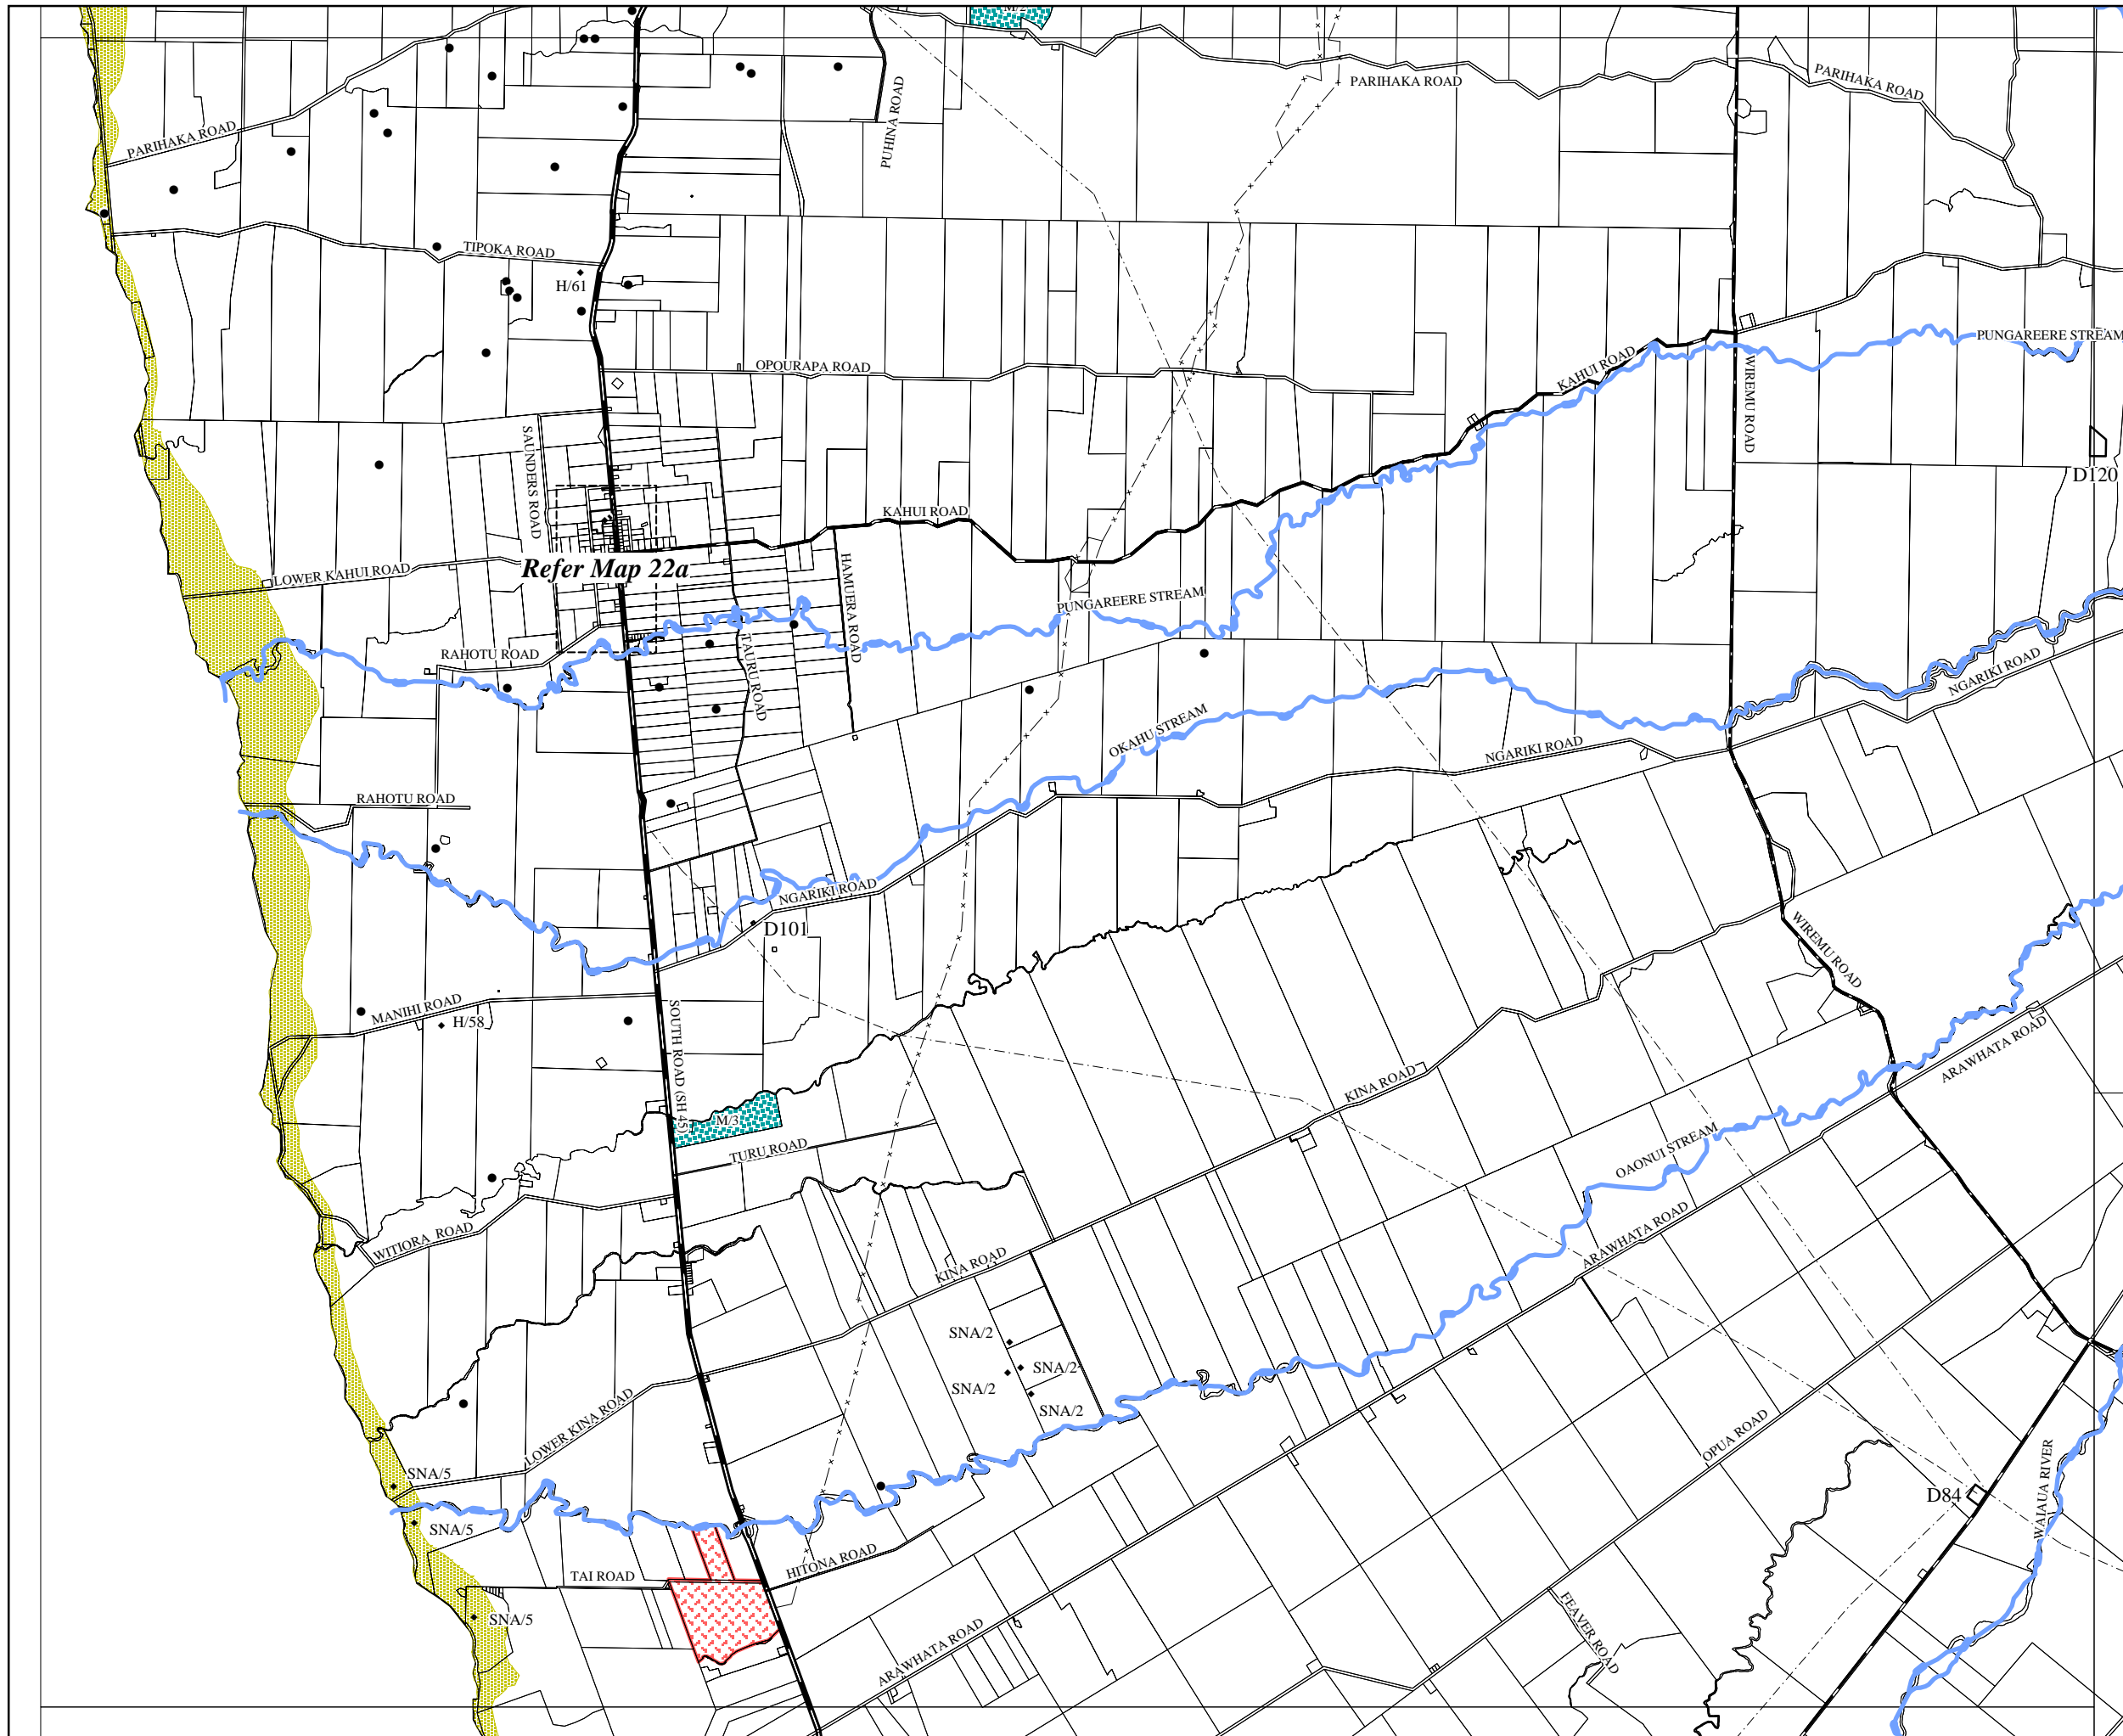 M/2
PARIHAKA ROAD
PARIHAKA ROAD
PUHINA ROAD
PARIHAKA ROAD
TIPOKA ROAD
H/61
PUNGAREERE STREAM
OPOURAPA ROAD
KAHUI ROAD
WIREMU ROAD
SAUNDERS ROAD
D120
KAHUI ROAD
Refer Map 22a
LOWER KAHUI ROAD
HAMUERA ROAD
PUNGAREERE STREAM
RAHOTU ROAD
TAURU ROAD
NGARIKI ROAD
OKAHU STREAM
NGARIKI ROAD
RAHOTU ROAD
NGARIKI ROAD
D101
WIREMU ROAD
MANIHI ROAD
H/58
SOUTH ROAD (SH 45)
ARAWHATA ROAD
KINA ROAD
M/3
TURU ROAD
OAONUI STREAM
WITIORA ROAD
ARAWHATA ROAD
KINA ROAD
SNA/2
SNA/2
SNA/2
SNA/2
LOWER KINA ROAD
OPUA ROAD
SNA/5
D84
WAIAUA RIVER
SNA/5
HITONA ROAD
TAI ROAD
SNA/5
FEAVER ROAD
ARAWHATA ROAD